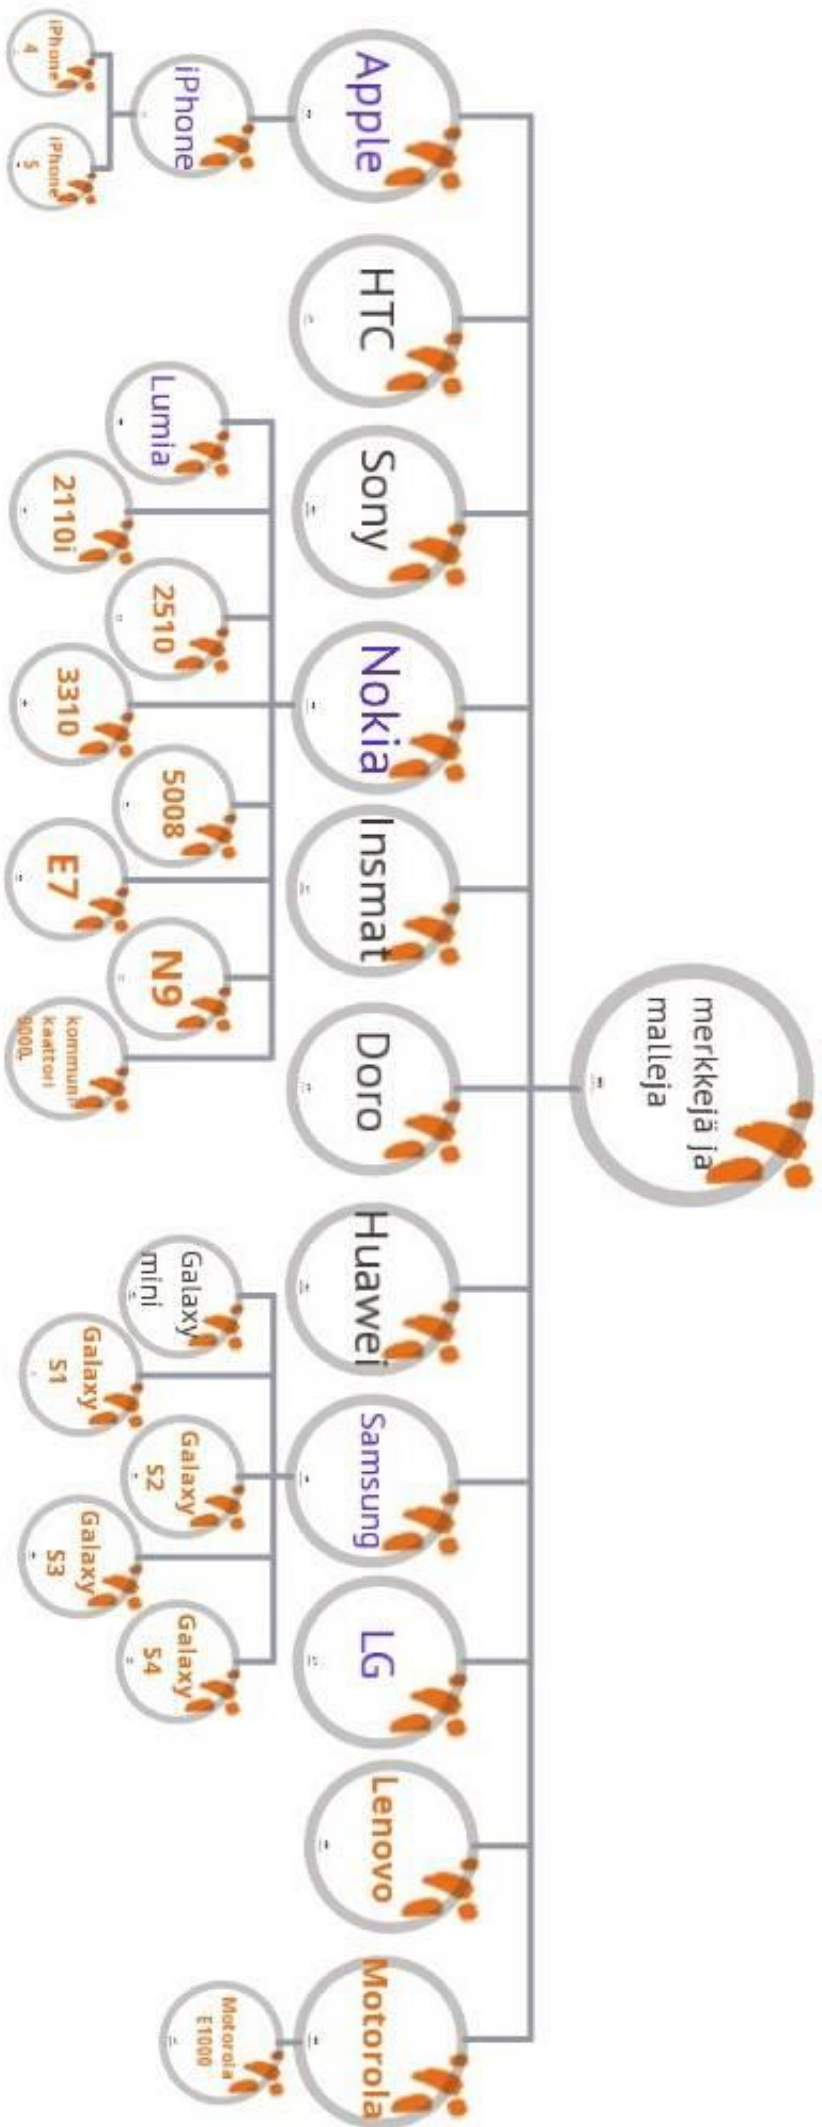 merkkejä ja
malleja
Apple
HTC
Sony
Nokia
Insmat
Doro
Huawei
Samsung
LG
Lenovo
Motorola
iPhone
iPhone
4
iPhone
5
Lumia
2110i
2510
3310
5008
E7
N9
kommuni
kaattori
9000
Galaxy
mini
Galaxy
S1
Galaxy
S2
Galaxy
S3
Galaxy
S4
Motorola
E1000